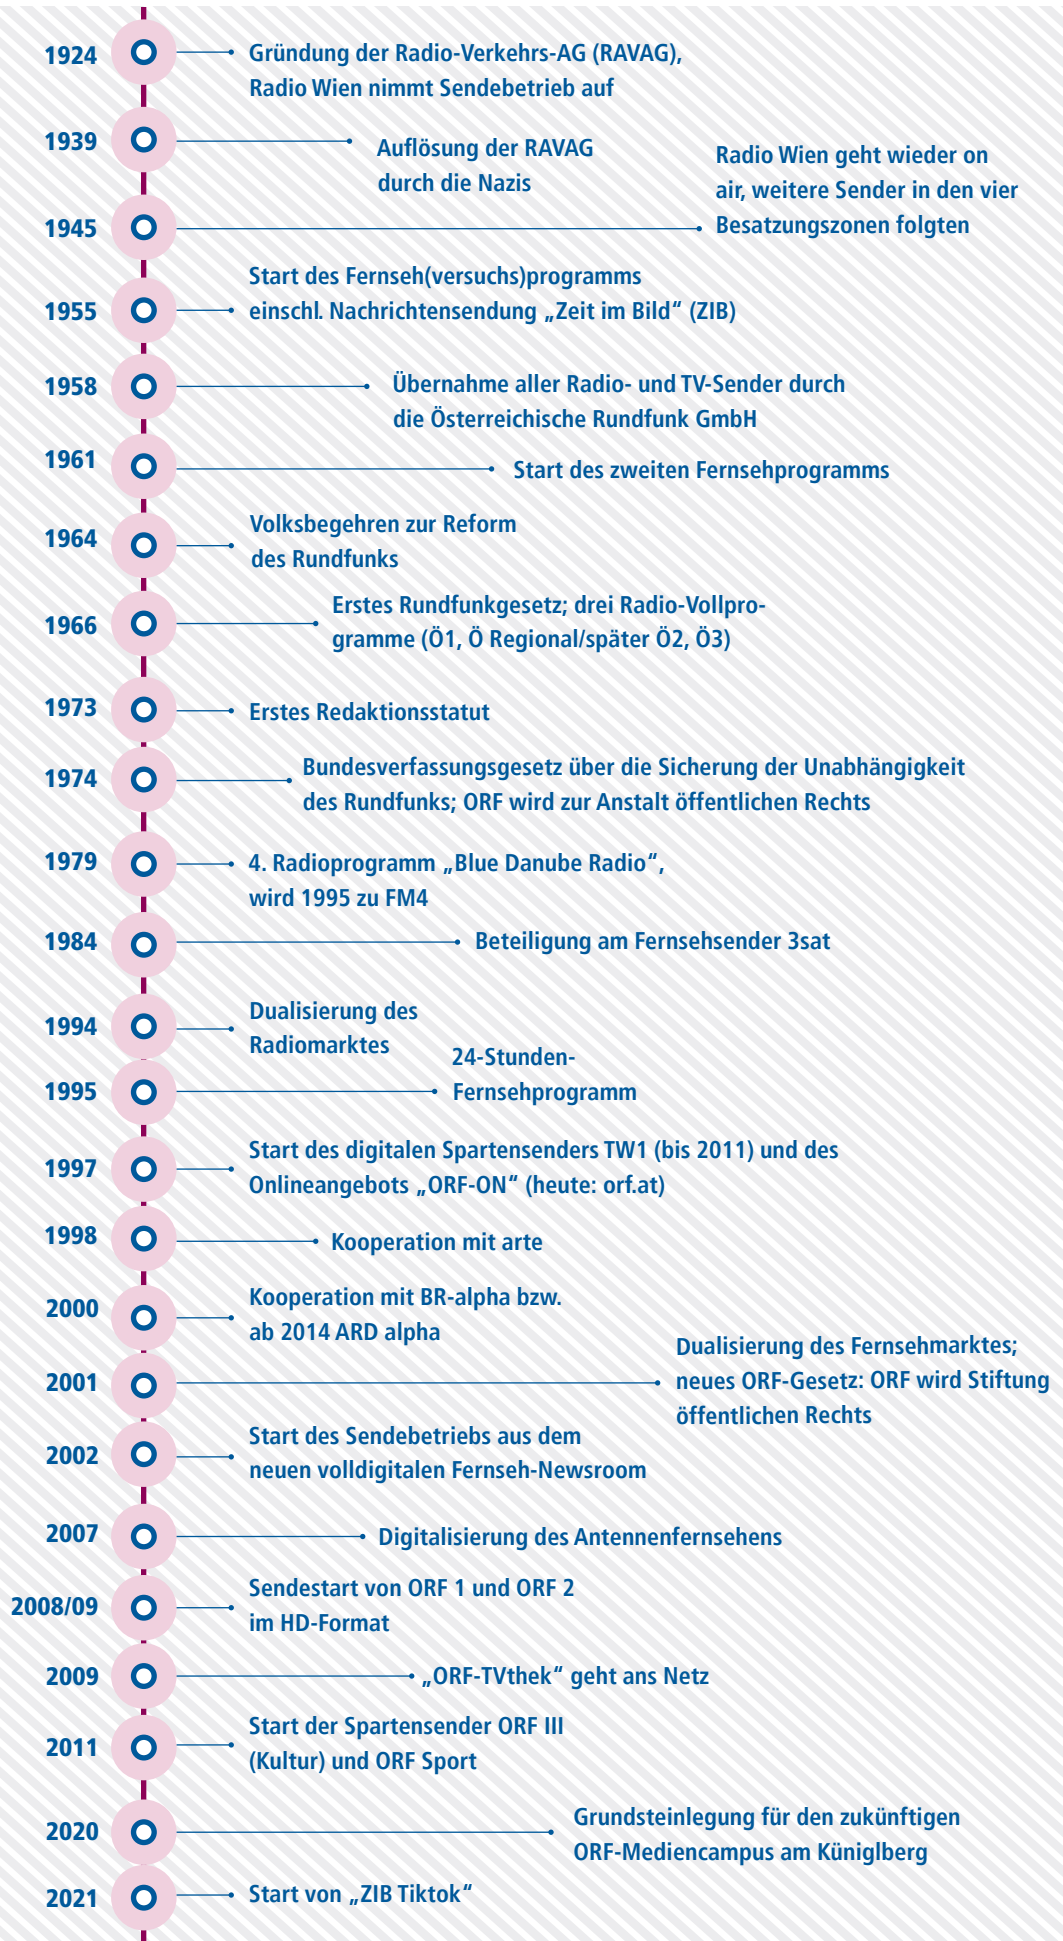 1924
Gründung der Radio-Verkehrs-AG (RAVAG),
Radio Wien nimmt Sendebetrieb auf
1939
Auflösung der RAVAG
durch die Nazis
1945
Radio Wien geht wieder on
air, weitere Sender in den vier
Besatzungszonen folgten
1955
Start des Fernseh(versuchs)programms
einschl. Nachrichtensendung „Zeit im Bild“ (ZIB)
1958
Übernahme aller Radio- und TV-Sender durch
die Österreichische Rundfunk GmbH
1961
Start des zweiten Fernsehprogramms
1964
Volksbegehren zur Reform
des Rundfunks
1966
Erstes Rundfunkgesetz; drei Radio-Vollpro-
gramme (Ö1, Ö Regional/später Ö2, Ö3)
1973
Erstes Redaktionsstatut
1974
Bundesverfassungsgesetz über die Sicherung der Unabhängigkeit
des Rundfunks; ORF wird zur Anstalt öffentlichen Rechts
1979
4. Radioprogramm „Blue Danube Radio“,
wird 1995 zu FM4
1984
Beteiligung am Fernsehsender 3sat
1994
Dualisierung des
Radiomarktes
1995
24-Stunden-
Fernsehprogramm
1997
Start des digitalen Spartensenders TW1 (bis 2011) und des
Onlineangebots „ORF-ON“ (heute: orf.at)
1998
Kooperation mit arte
2000
Kooperation mit BR-alpha bzw.
ab 2014 ARD alpha
2001
Dualisierung des Fernsehmarktes;
neues ORF-Gesetz: ORF wird Stiftung
öffentlichen Rechts
2002
Start des Sendebetriebs aus dem
neuen volldigitalen Fernseh-Newsroom
2007
Digitalisierung des Antennenfernsehens
2008/09
Sendestart von ORF 1 und ORF 2
im HD-Format
2009
„ORF-TVthek“ geht ans Netz
2011
Start der Spartensender ORF III
(Kultur) und ORF Sport
2020
Grundsteinlegung für den zukünftigen
ORF-Mediencampus am Küniglberg
2021
Start von „ZIB Tiktok“